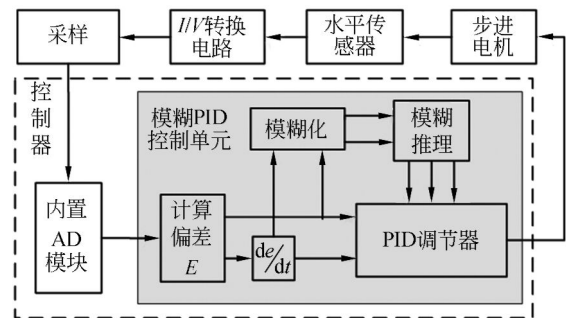 采样
I/V转换
电路
水平传
感器
步进
电机
控
制
器
模糊PID
控制单元
模糊化
模糊
推理
内置
AD
模块
计算
偏差
E
de/dt
PID调节器